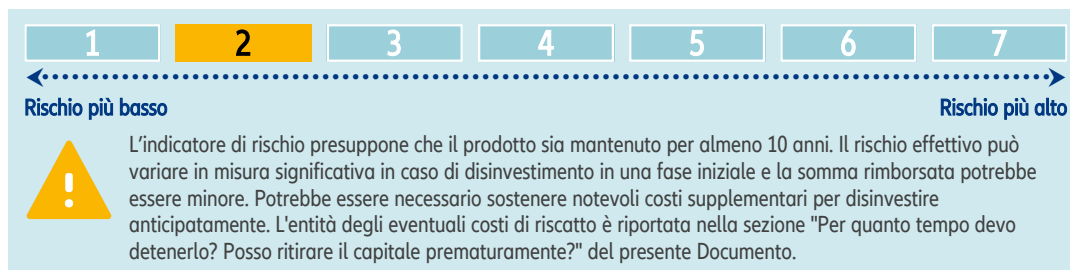 1 2 3 4 5 6 7
Rischio più basso Rischio più alto
L'indicatore di rischio presuppone che il prodotto sia mantenuto per almeno 10 anni. Il rischio effettivo può
variare in misura significativa in caso di disinvestimento in una fase iniziale e la somma rimborsata potrebbe
essere minore. Potrebbe essere necessario sostenere notevoli costi supplementari per disinvestire
anticipatamente. L'entità degli eventuali costi di riscatto è riportata nella sezione "Per quanto tempo devo
detenerlo? Posso ritirare il capitale prematuramente?" del presente Documento.